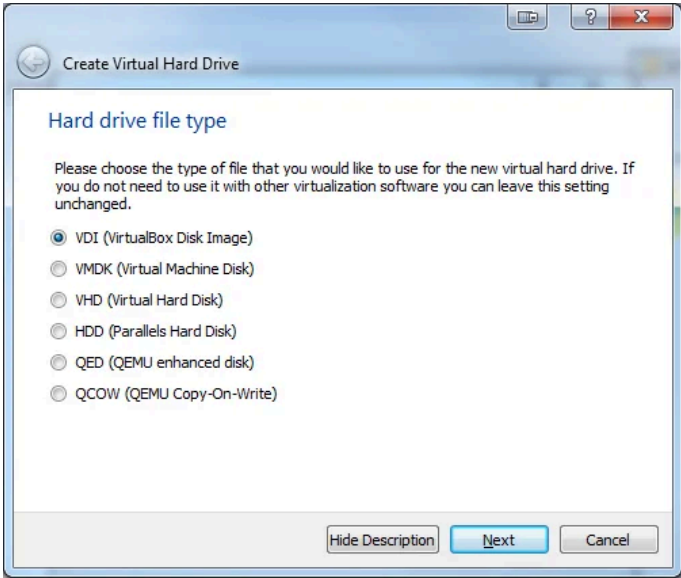 Create Virtual Hard Drive
Hard drive file type
Please choose the type of file that you would like to use for the new virtual hard drive. If
you do not need to use it with other virtualization software you can leave this setting
unchanged.
VDI (VirtualBox Disk Image)
VMDK (Virtual Machine Disk)
VHD (Virtual Hard Disk)
HDD (Parallels Hard Disk)
QED (QEMU enhanced disk)
QCOW (QEMU Copy-On-Write)
Hide Description Next Cancel